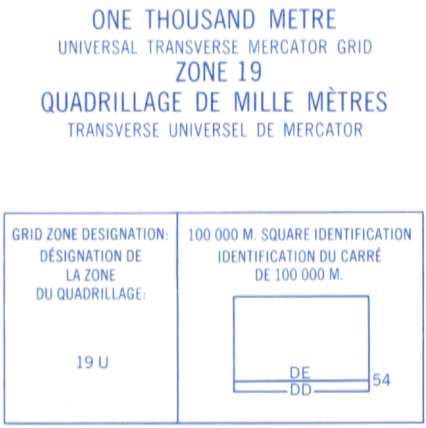 ONE THOUSAND METRE
UNIVERSAL TRANSVERSE MERCATOR GRID
ZONE 19
QUADRILLAGE DE MILLE MÈTRES
TRANSVERSE UNIVERSEL DE MERCATOR
GRID ZONE DESIGNATION:
DÉSIGNATION DE
LA ZONE
DU QUADRILLAGE:
19 U
100 000 M. SQUARE IDENTIFICATION
IDENTIFICATION DU CARRÉ
DE 100 000 M.
DE
54
DD